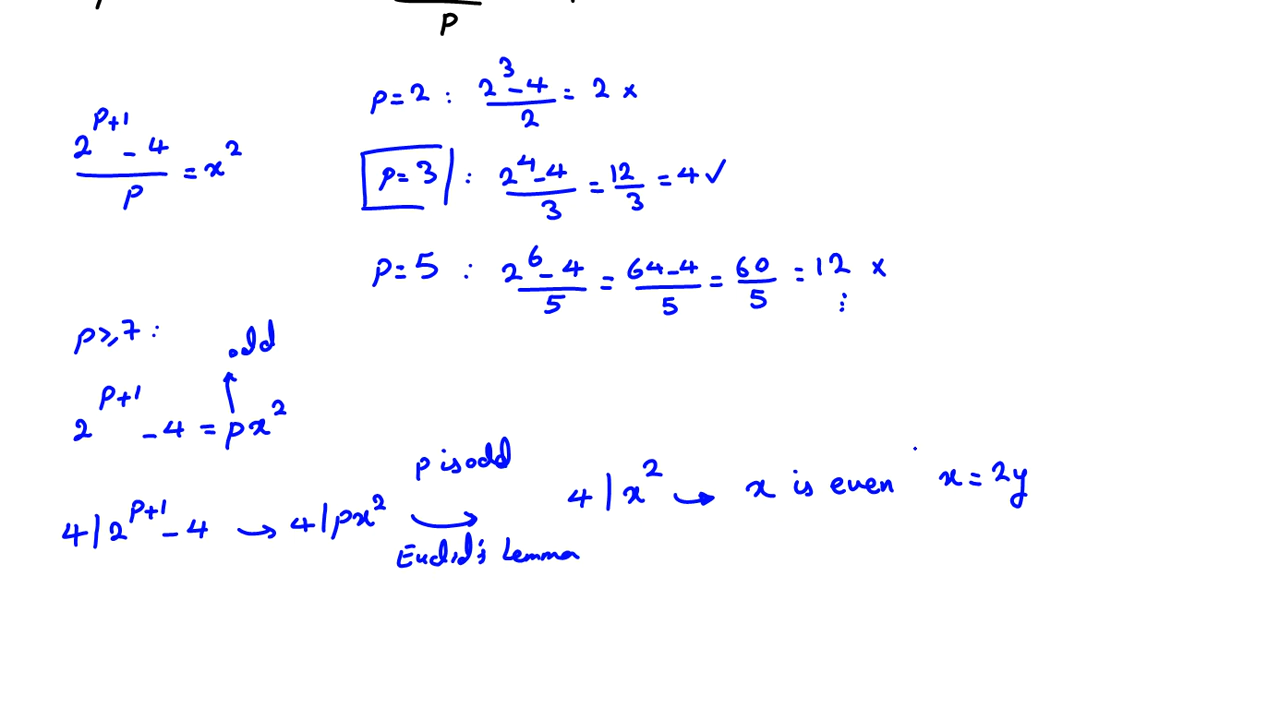 P
2^{p+1} - 4 / p = x^2
p = 2 : 2^3 - 4 / 2 = 2 ×
p = 3 : 2^4 - 4 / 3 = 12 / 3 = 4 ✓
p = 5 : 2^6 - 4 / 5 = 64 - 4 / 5 = 60 / 5 = 12 ×
⋮
p ≥ 7 :
odd
2^{p+1} - 4 = p x^2
p is odd
4 | 2^{p+1} - 4 → 4 | p x^2 → 4 | x^2 → x is even x = 2y
Euclid's Lemma